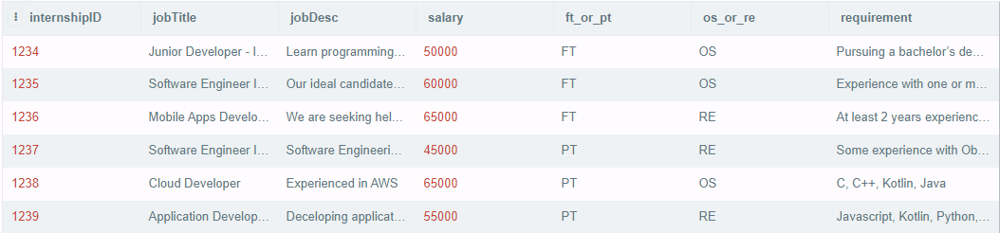 internshipID jobTitle jobDesc salary ft_or_pt os_or_re requirement
1234 Junior Developer - I... Learn programming... 50000 FT OS Pursuing a bachelor's de...
1235 Software Engineer I... Our ideal candidate... 60000 FT OS Experience with one or m...
1236 Mobile Apps Develo... We are seeking hel... 65000 FT RE At least 2 years experienc...
1237 Software Engineer I... Software Engineeri... 45000 PT RE Some experience with Ob...
1238 Cloud Developer Experienced in AWS 65000 PT OS C, C++, Kotlin, Java
1239 Application Develop... Deceloping applicat... 55000 PT RE Javascript, Kotlin, Python,...